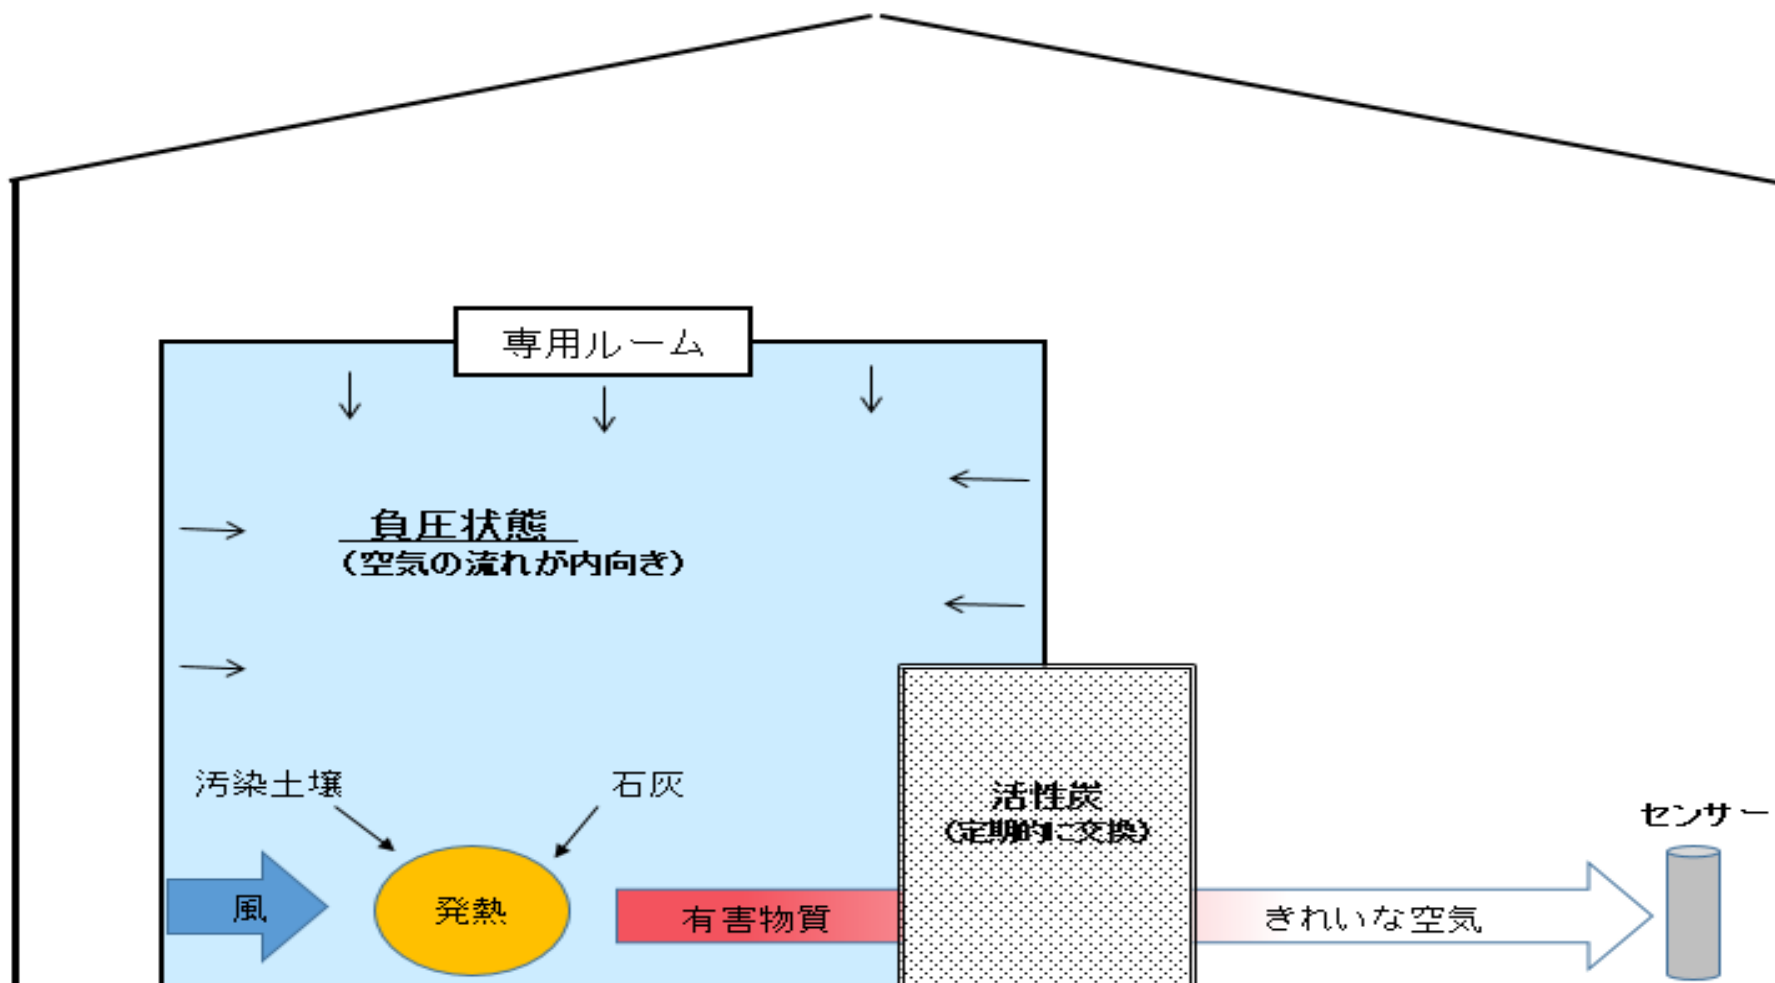 専用ルーム
負圧状態
(空気の流れが内向き)
汚染土壌
石灰
活性炭
(定期的に交換)
センサー
風
発熱
有害物質
きれいな空気